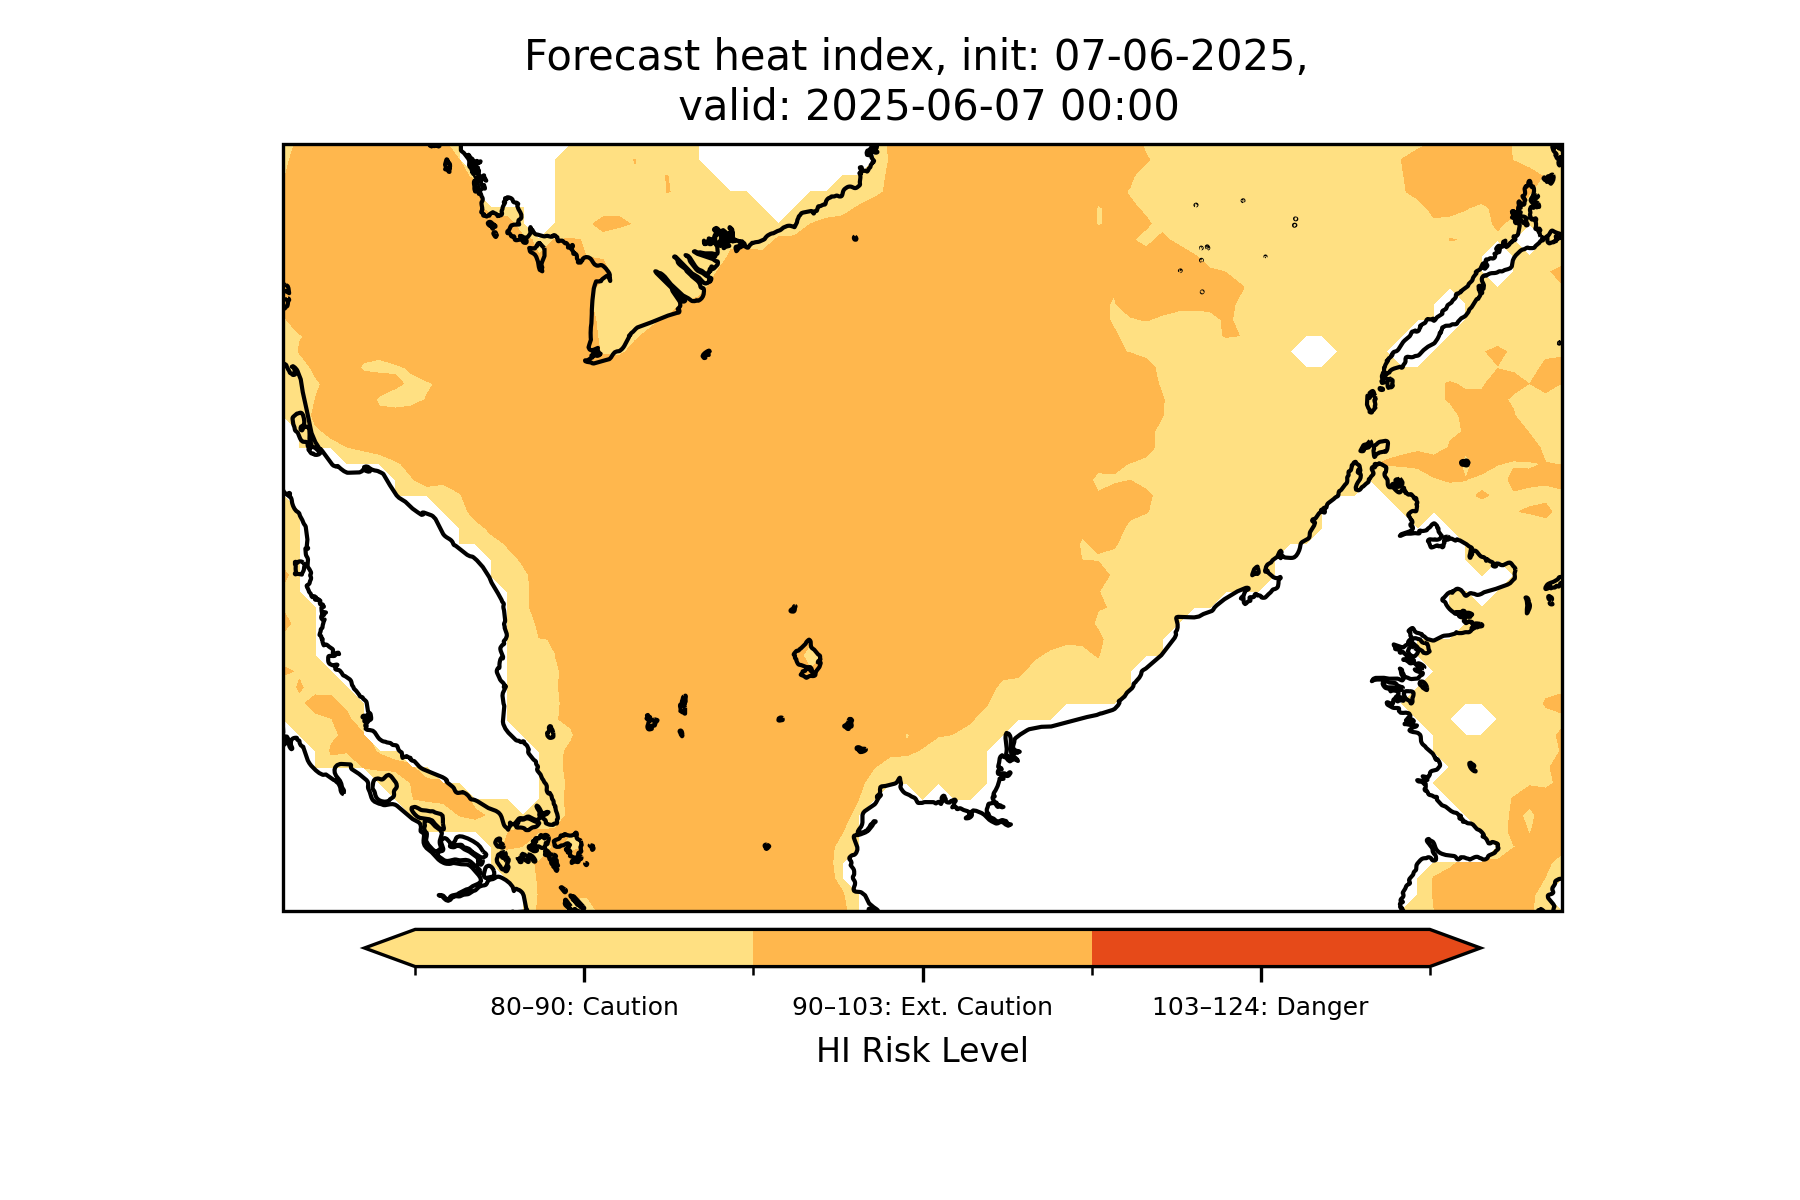 Forecast heat index, init: 07-06-2025,
valid: 2025-06-07 00:00
80–90: Caution
90–103: Ext. Caution
103–124: Danger
HI Risk Level